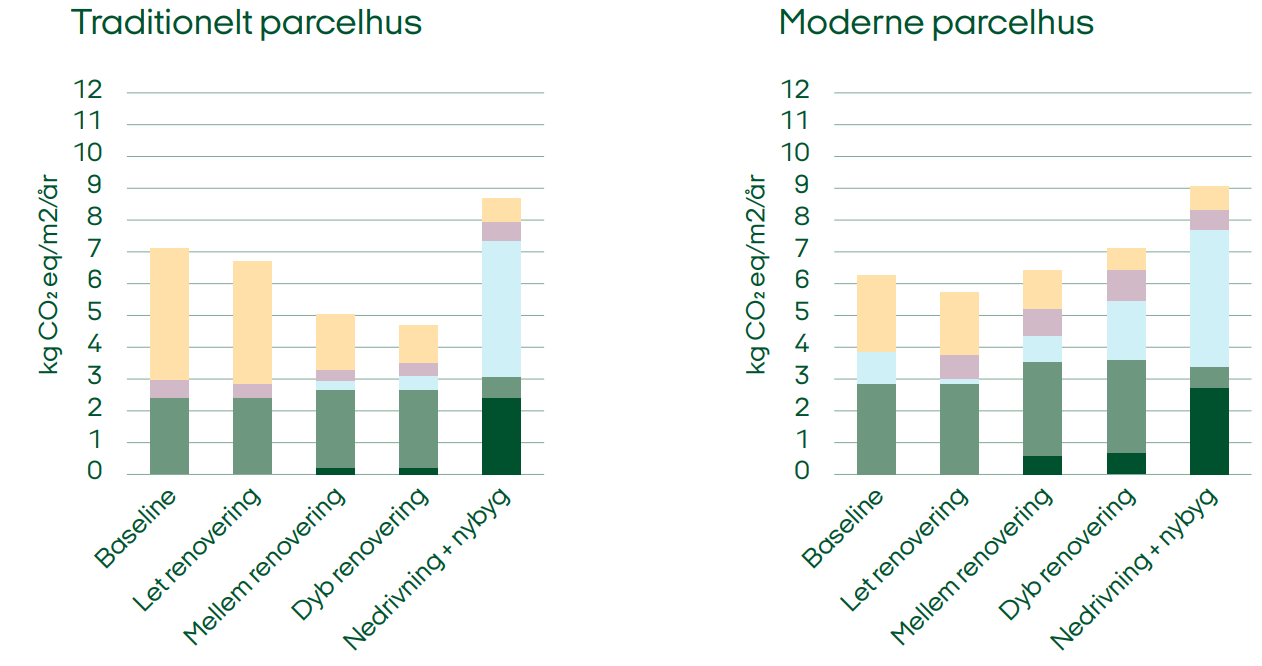 Traditionelt parcelhus
kg CO₂ eq/m2/år
12
11
10
9
8
7
6
5
4
3
2
1
0
Baseline
Let renovering
Mellem renovering
Dyb renovering
Nedrivning + nybyg
Moderne parcelhus
kg CO₂ eq/m2/år
12
11
10
9
8
7
6
5
4
3
2
1
0
Baseline
Let renovering
Mellem renovering
Dyb renovering
Nedrivning + nybyg